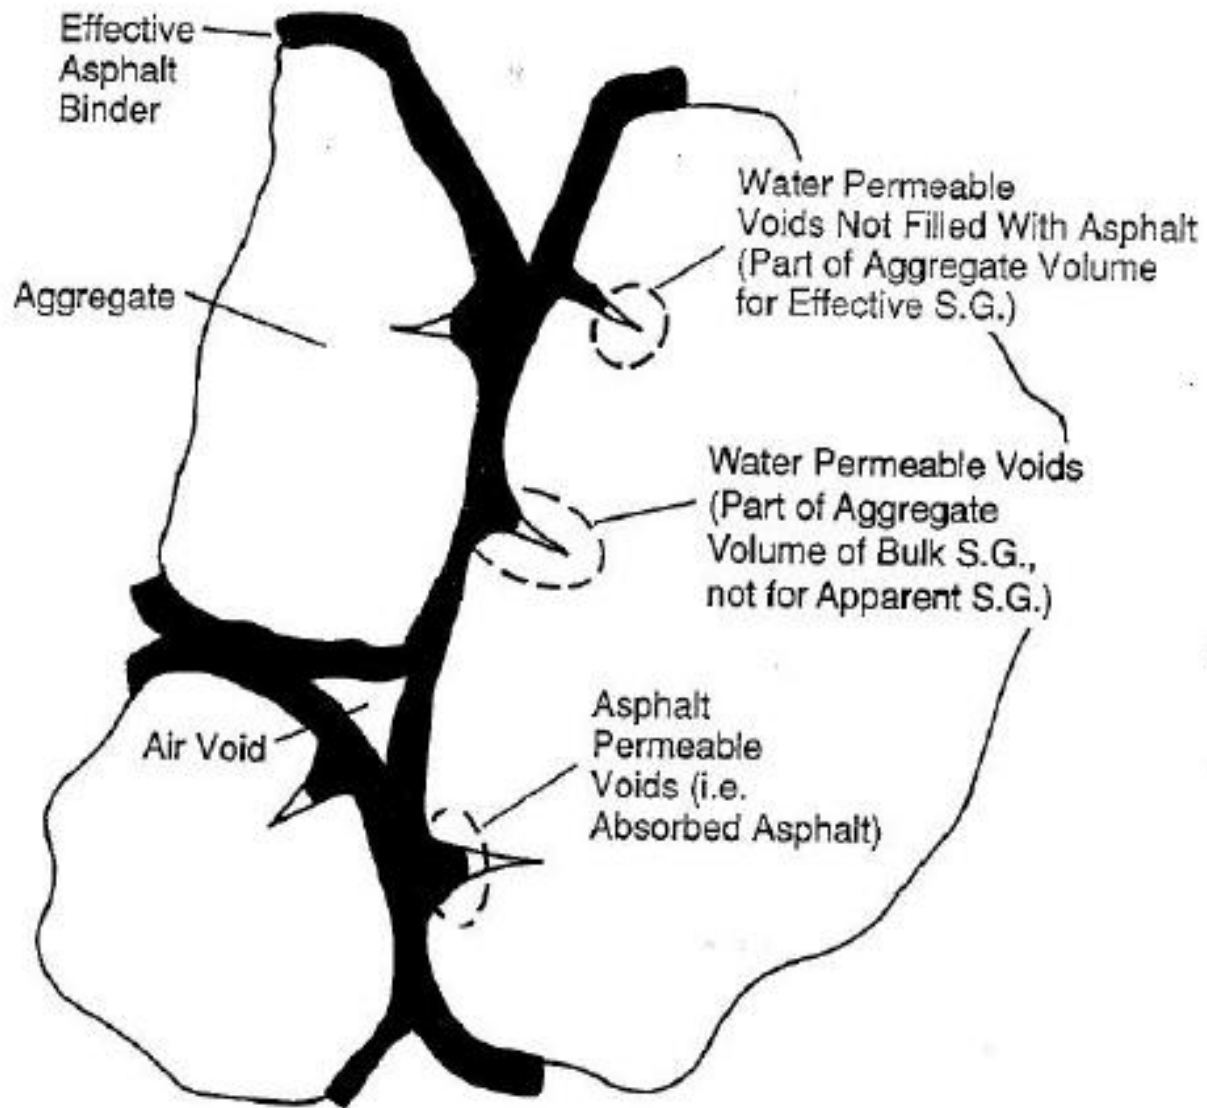 Effective
Asphalt
Binder
Water Permeable
Voids Not Filled With Asphalt
(Part of Aggregate Volume
for Effective S.G.)
Aggregate
Water Permeable Voids
(Part of Aggregate
Volume of Bulk S.G.,
not for Apparent S.G.)
Asphalt
Permeable
Voids (i.e.
Absorbed Asphalt)
Air Void